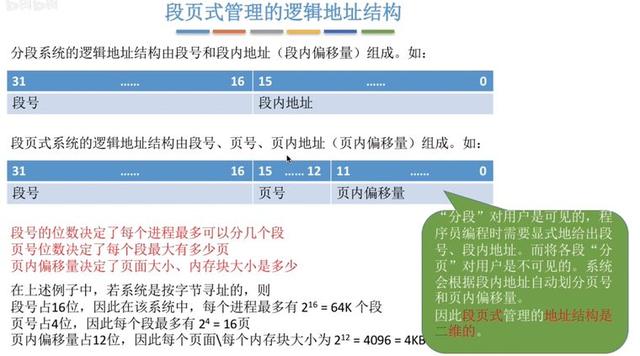 段页式管理的逻辑地址结构
分段系统的逻辑地址结构由段号和段内地址（段内偏移量）组成。如：
31 …… 16 15 …… 0
段号 段内地址
段页式系统的逻辑地址结构由段号、页号、页内地址（页内偏移量）组成。如：
31 …… 16 15 …… 12 11 …… 0
段号 页号 页内偏移量
段号的位数决定了每个进程最多可以分几个段
页号位数决定了每个段最大有多少页
页内偏移量决定了页面大小、内存块大小是多少
在上述例子中，若系统是按字节寻址的，则
段号占16位，因此在该系统中，每个进程最多有 2¹⁶ = 64K 个段
页号占4位，因此每个段最多有 2⁴ = 16页
页内偏移量占12位，因此每个页面\每个内存块大小为 2¹² = 4096 = 4KB
“分段”对用户是可见的，程
序员编程时需要显式地给出段
号、段内地址。而将各段“分
页”对用户是不可见的。系统
会根据段内地址自动划分页号
和页内偏移量。
因此段页式管理的地址结构是
二维的。